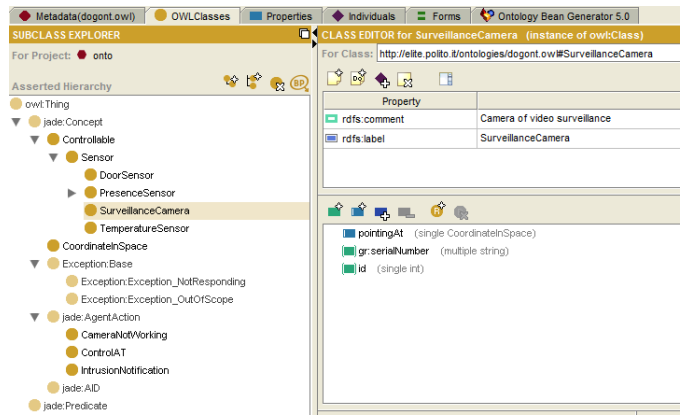 Metadata(dogont.owl) OWLClasses Properties Individuals Forms Ontology Bean Generator 5.0
SUBCLASS EXPLORER
For Project: onto
Asserted Hierarchy
owl:Thing
jade:Concept
Controllable
Sensor
DoorSensor
PresenceSensor
SurveillanceCamera
TemperatureSensor
CoordinateInSpace
Exception:Base
Exception:Exception_NotResponding
Exception:Exception_OutOfScope
jade:AgentAction
CameraNotWorking
ControlAT
IntrusionNotification
jade:AID
jade:Predicate
CLASS EDITOR for SurveillanceCamera (instance of owl:Class)
For Class: http://elite.polito.it/ontologies/dogont.owl#SurveillanceCamera
Property
rdfs:comment Camera of video surveillance
rdfs:label SurveillanceCamera
pointingAt (single CoordinateInSpace)
gr:serialNumber (multiple string)
id (single int)